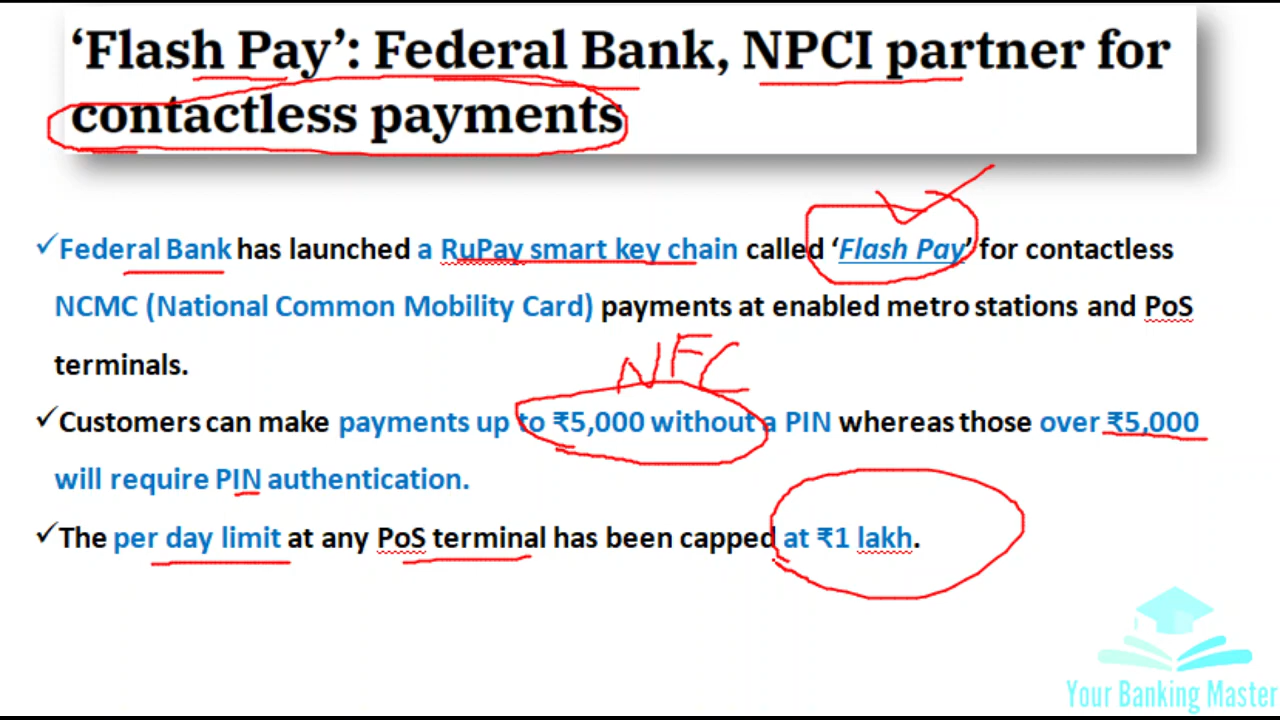 ‘Flash Pay’: Federal Bank, NPCI partner for
contactless payments
✓Federal Bank has launched a RuPay smart key chain called ‘Flash Pay’ for contactless
NCMC (National Common Mobility Card) payments at enabled metro stations and PoS
terminals.
NFC
✓Customers can make payments up to ₹5,000 without a PIN whereas those over ₹5,000
will require PIN authentication.
✓The per day limit at any PoS terminal has been capped at ₹1 lakh.
Your Banking Master